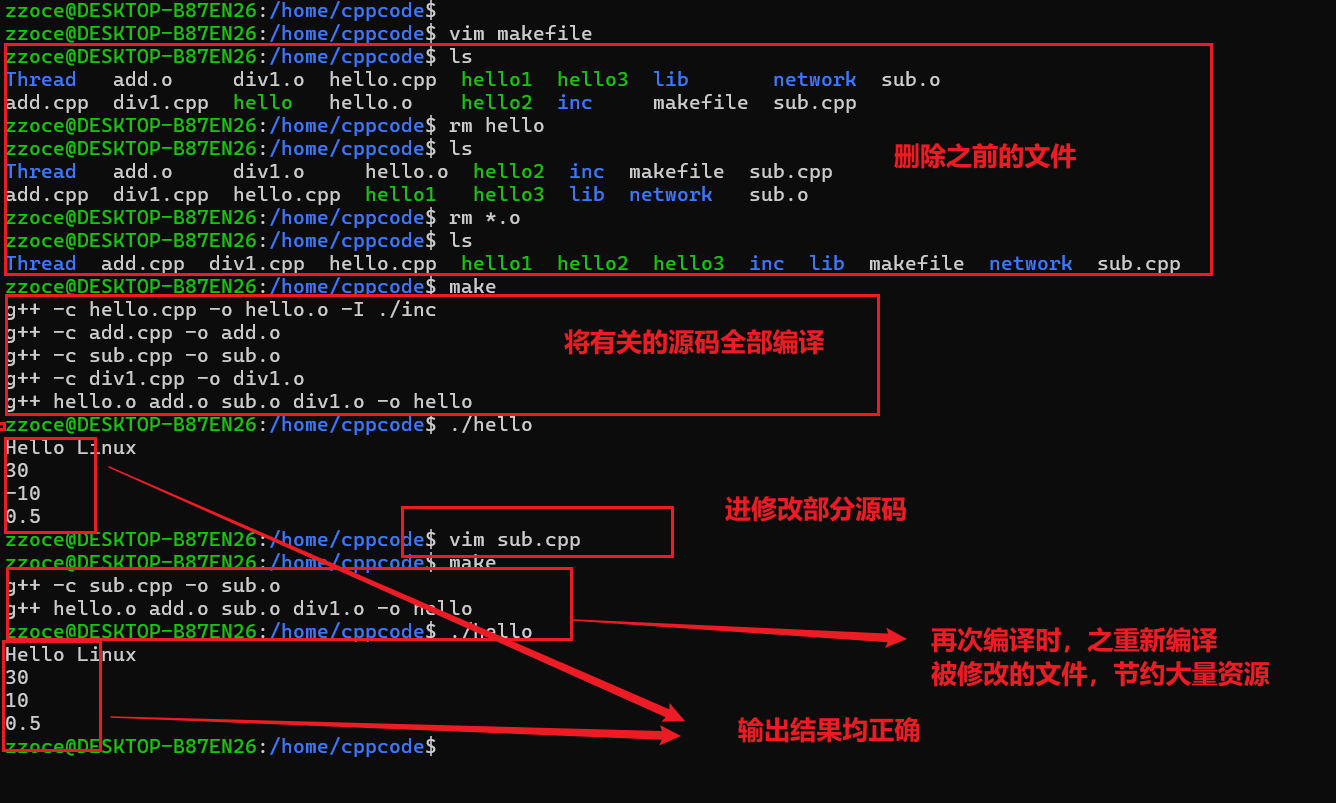 zzoce@DESKTOP-B87EN26:/home/cppcode$
zzoce@DESKTOP-B87EN26:/home/cppcode$ vim makefile
zzoce@DESKTOP-B87EN26:/home/cppcode$ ls
Thread   add.o     div1.o  hello.cpp  hello1  hello3  lib       network  sub.o
add.cpp  div1.cpp  hello   hello.o    hello2  inc     makefile  sub.cpp
zzoce@DESKTOP-B87EN26:/home/cppcode$ rm hello
zzoce@DESKTOP-B87EN26:/home/cppcode$ ls
删除之前的文件
Thread   add.o     div1.o     hello.o  hello2  inc  makefile  sub.cpp
add.cpp  div1.cpp  hello.cpp  hello1   hello3  lib  network   sub.o
zzoce@DESKTOP-B87EN26:/home/cppcode$ rm *.o
zzoce@DESKTOP-B87EN26:/home/cppcode$ ls
Thread  add.cpp  div1.cpp  hello.cpp  hello1  hello2  hello3  inc  lib  makefile  network  sub.cpp
zzoce@DESKTOP-B87EN26:/home/cppcode$ make
g++ -c hello.cpp -o hello.o -I ./inc
g++ -c add.cpp -o add.o
将有关的源码全部编译
g++ -c sub.cpp -o sub.o
g++ -c div1.cpp -o div1.o
g++ hello.o add.o sub.o div1.o -o hello
zzoce@DESKTOP-B87EN26:/home/cppcode$ ./hello
Hello Linux
30
-10
0.5
进修改部分源码
zzoce@DESKTOP-B87EN26:/home/cppcode$ vim sub.cpp
zzoce@DESKTOP-B87EN26:/home/cppcode$ make
g++ -c sub.cpp -o sub.o
g++ hello.o add.o sub.o div1.o -o hello
zzoce@DESKTOP-B87EN26:/home/cppcode$ ./hello
再次编译时，之重新编译
被修改的文件，节约大量资源
Hello Linux
30
10
0.5
输出结果均正确
zzoce@DESKTOP-B87EN26:/home/cppcode$